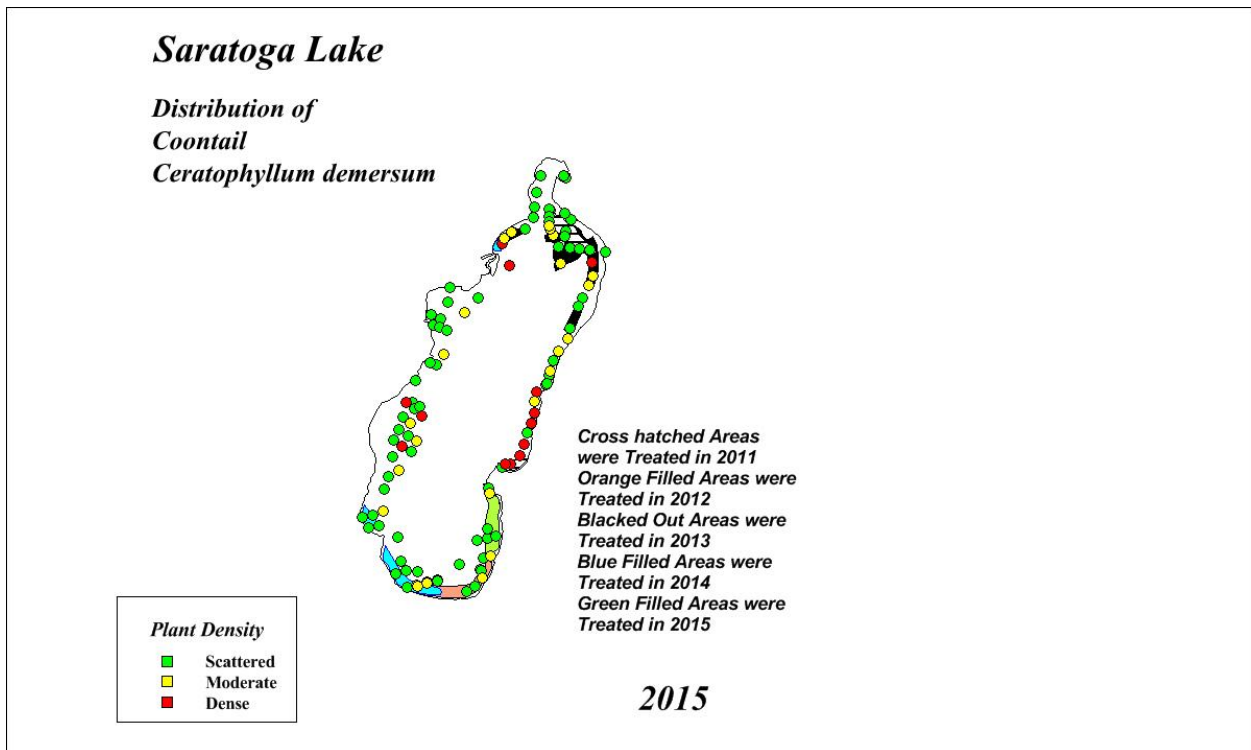 Saratoga Lake
Distribution of
Coontail
Ceratophyllum demersum
Cross hatched Areas
were Treated in 2011
Orange Filled Areas were
Treated in 2012
Blacked Out Areas were
Treated in 2013
Blue Filled Areas were
Treated in 2014
Green Filled Areas were
Treated in 2015
Plant Density
Scattered
Moderate
Dense
2015